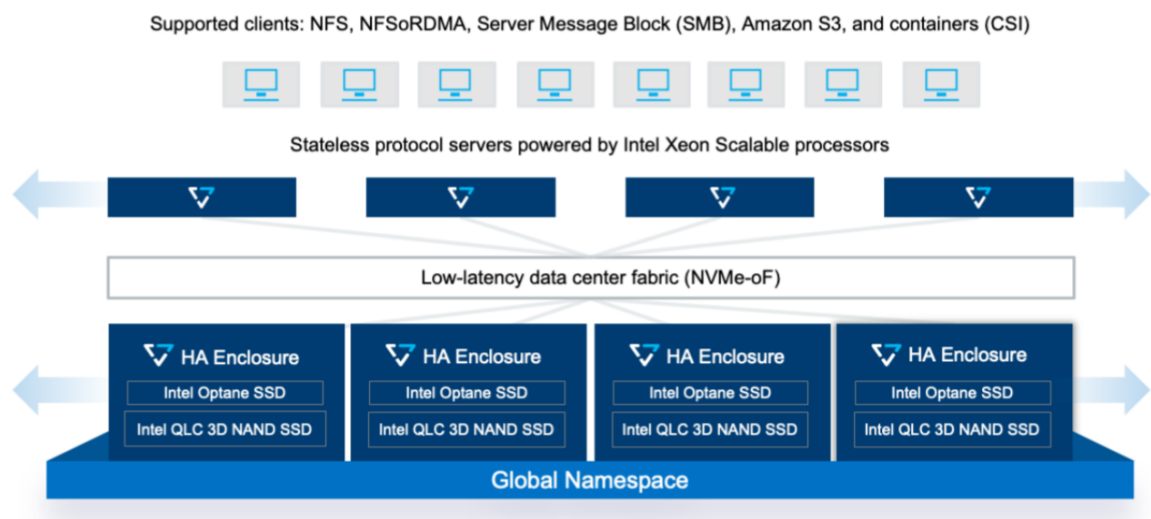 Supported clients: NFS, NFSoRDMA, Server Message Block (SMB), Amazon S3, and containers (CSI)
Stateless protocol servers powered by Intel Xeon Scalable processors
Low-latency data center fabric (NVMe-oF)
HA Enclosure
Intel Optane SSD
Intel QLC 3D NAND SSD
HA Enclosure
Intel Optane SSD
Intel QLC 3D NAND SSD
HA Enclosure
Intel Optane SSD
Intel QLC 3D NAND SSD
HA Enclosure
Intel Optane SSD
Intel QLC 3D NAND SSD
Global Namespace